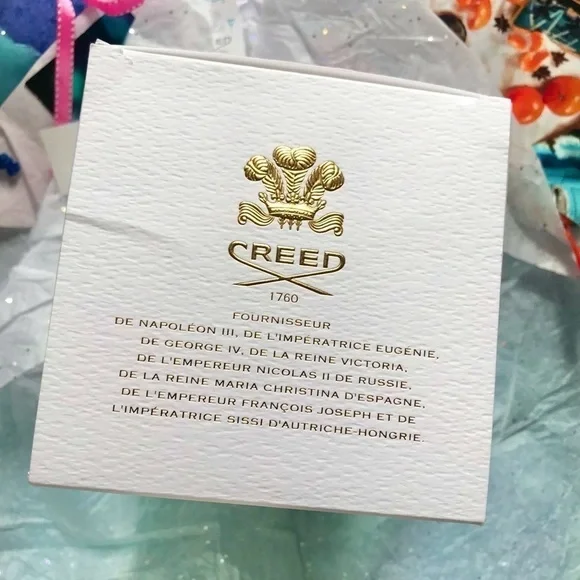 CREED
1760
FOURNISSEUR
DE NAPOLÉON III, DE L'IMPÉRATRICE EUGÉNIE,
DE GEORGE IV, DE LA REINE VICTORIA,
DE L'EMPEREUR NICOLAS II DE RUSSIE,
DE LA REINE MARIA CHRISTINA D'ESPAGNE,
DE L'EMPEREUR FRANÇOIS JOSEPH ET DE
L'IMPÉRATRICE SISSI D'AUTRICHE-HONGRIE.